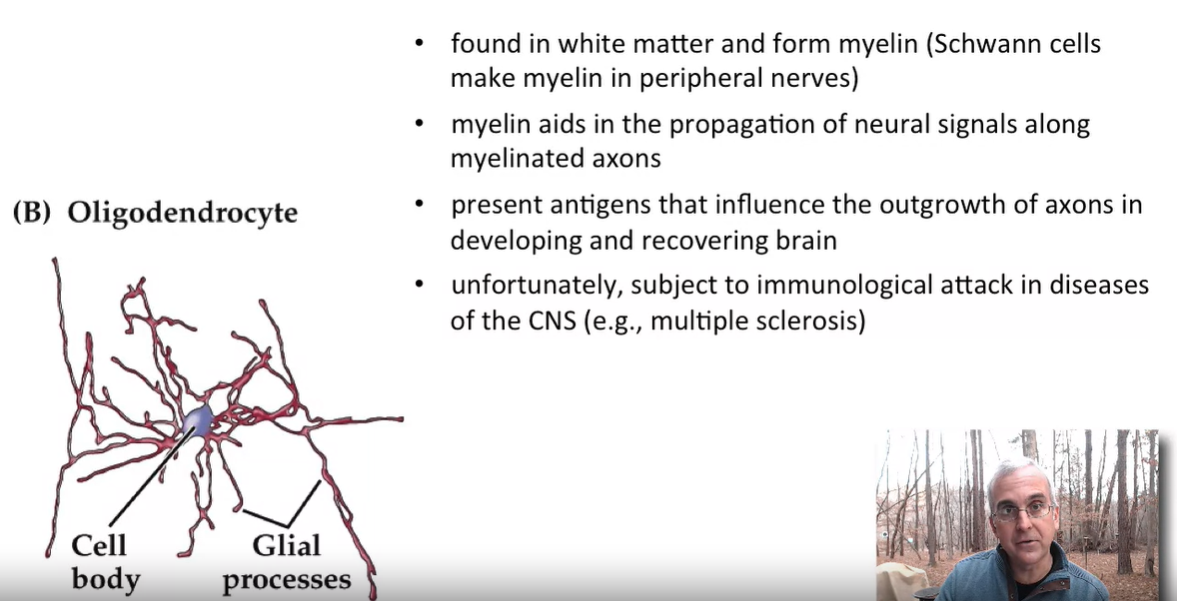 • found in white matter and form myelin (Schwann cells
make myelin in peripheral nerves)
• myelin aids in the propagation of neural signals along
myelinated axons
(B) Oligodendrocyte
• present antigens that influence the outgrowth of axons in
developing and recovering brain
• unfortunately, subject to immunological attack in diseases
of the CNS (e.g., multiple sclerosis)
Cell
body
Glial
processes